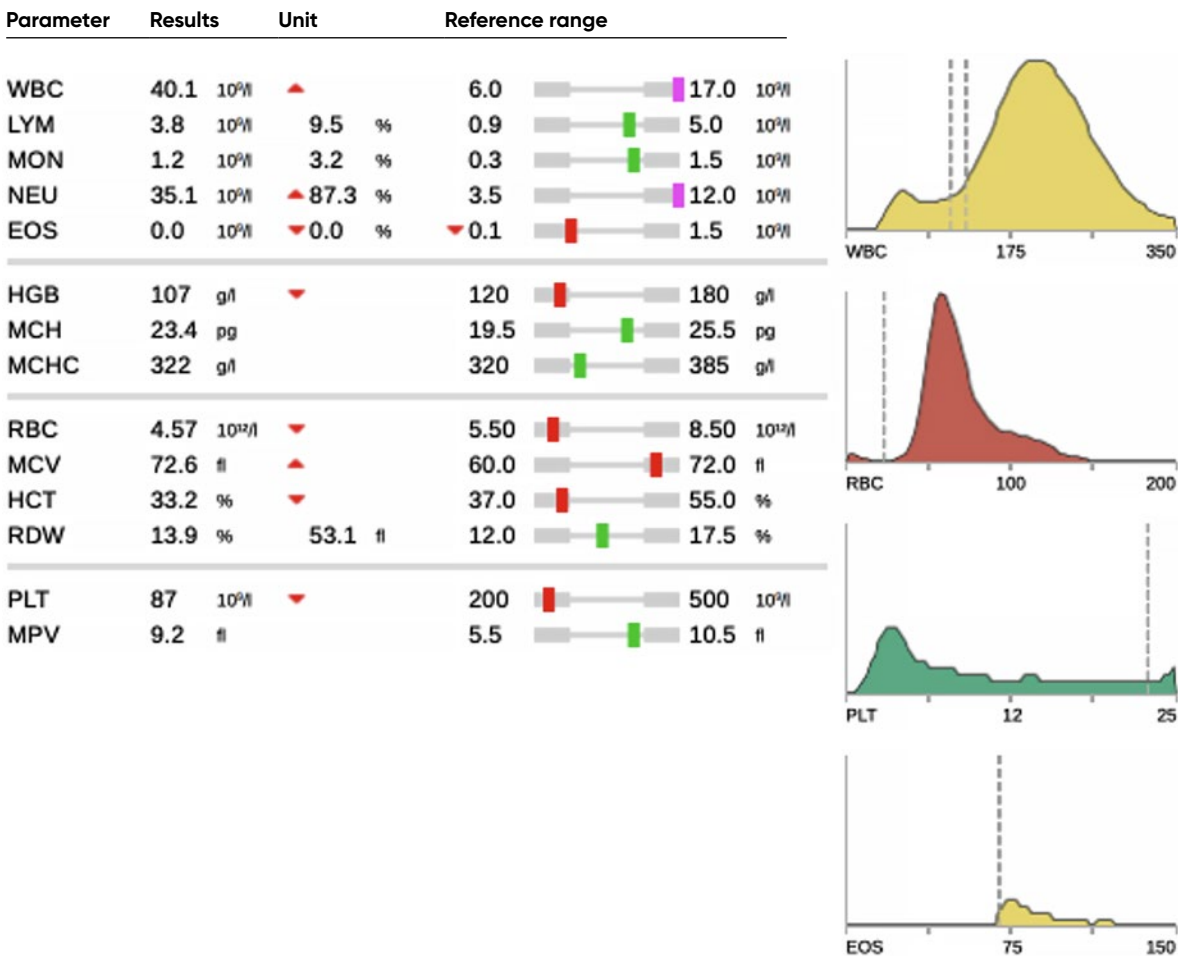 Parameter Results Unit Reference range
WBC 40.1 10⁹/l 6.0 17.0 10⁹/l
LYM 3.8 10⁹/l 9.5 % 0.9 5.0 10⁹/l
MON 1.2 10⁹/l 3.2 % 0.3 1.5 10⁹/l
NEU 35.1 10⁹/l 87.3 % 3.5 12.0 10⁹/l
EOS 0.0 10⁹/l 0.0 % 0.1 1.5 10⁹/l
HGB 107 g/l 120 180 g/l
MCH 23.4 pg 19.5 25.5 pg
MCHC 322 g/l 320 385 g/l
RBC 4.57 10¹²/l 5.50 8.50 10¹²/l
MCV 72.6 fl 60.0 72.0 fl
HCT 33.2 % 37.0 55.0 %
RDW 13.9 % 53.1 fl 12.0 17.5 %
PLT 87 10⁹/l 200 500 10⁹/l
MPV 9.2 fl 5.5 10.5 fl
WBC 175 350
RBC 100 200
PLT 12 25
EOS 75 150